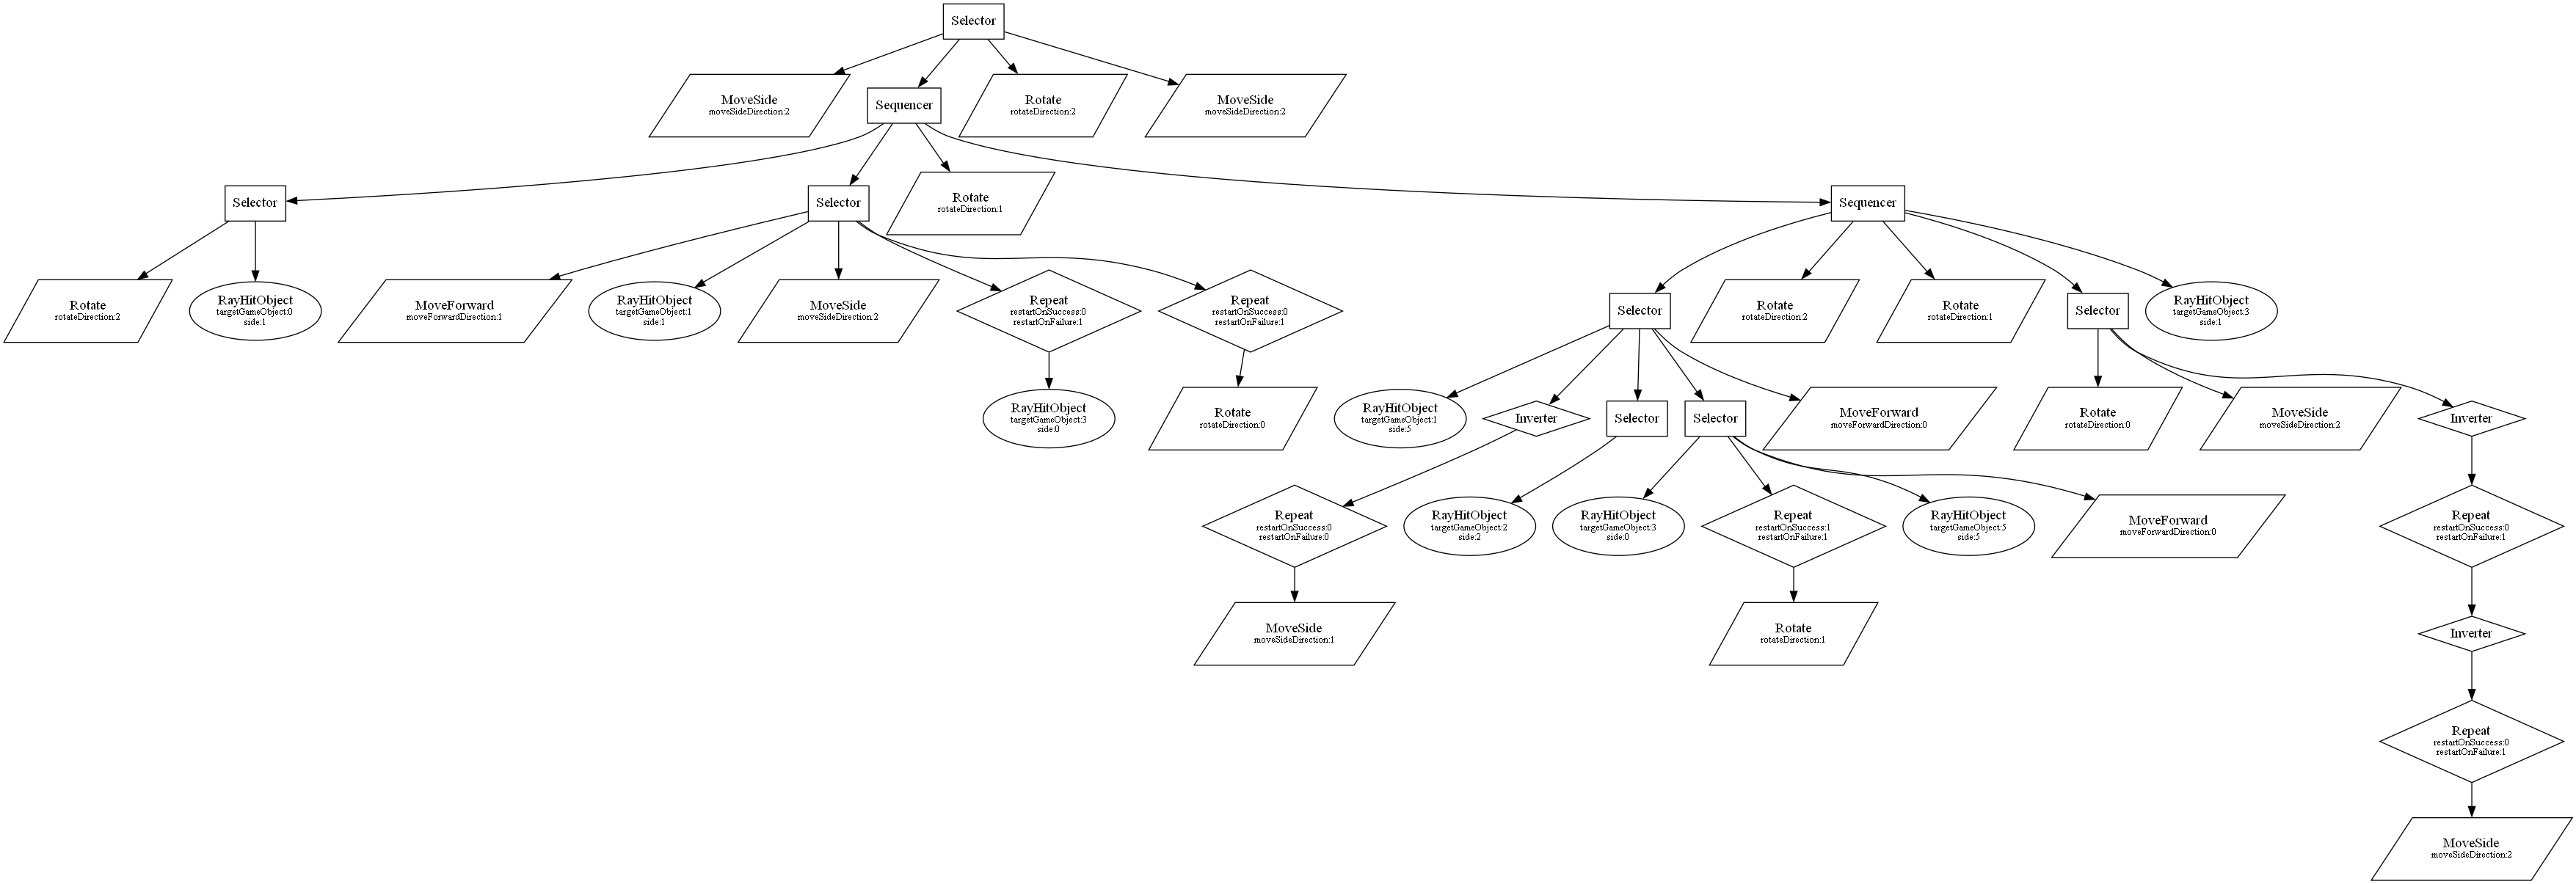 Selector
MoveSide
moveSideDirection:2
Sequencer
Rotate
rotateDirection:2
MoveSide
moveSideDirection:2
Selector
Selector
Rotate
rotateDirection:1
Sequencer
Rotate
rotateDirection:2
RayHitObject
targetGameObject:0
side:1
MoveForward
moveForwardDirection:1
RayHitObject
targetGameObject:1
side:1
MoveSide
moveSideDirection:2
Repeat
restartOnSuccess:0
restartOnFailure:1
Repeat
restartOnSuccess:0
restartOnFailure:1
Selector
Rotate
rotateDirection:2
Rotate
rotateDirection:1
Selector
RayHitObject
targetGameObject:3
side:1
RayHitObject
targetGameObject:3
side:0
Rotate
rotateDirection:0
RayHitObject
targetGameObject:1
side:5
Inverter
Selector
Selector
MoveForward
moveForwardDirection:0
Rotate
rotateDirection:0
MoveSide
moveSideDirection:2
Inverter
Repeat
restartOnSuccess:0
restartOnFailure:0
RayHitObject
targetGameObject:2
side:2
RayHitObject
targetGameObject:3
side:0
Repeat
restartOnSuccess:1
restartOnFailure:1
RayHitObject
targetGameObject:5
side:5
MoveForward
moveForwardDirection:0
Repeat
restartOnSuccess:0
restartOnFailure:1
MoveSide
moveSideDirection:1
Rotate
rotateDirection:1
Inverter
Repeat
restartOnSuccess:0
restartOnFailure:1
MoveSide
moveSideDirection:2